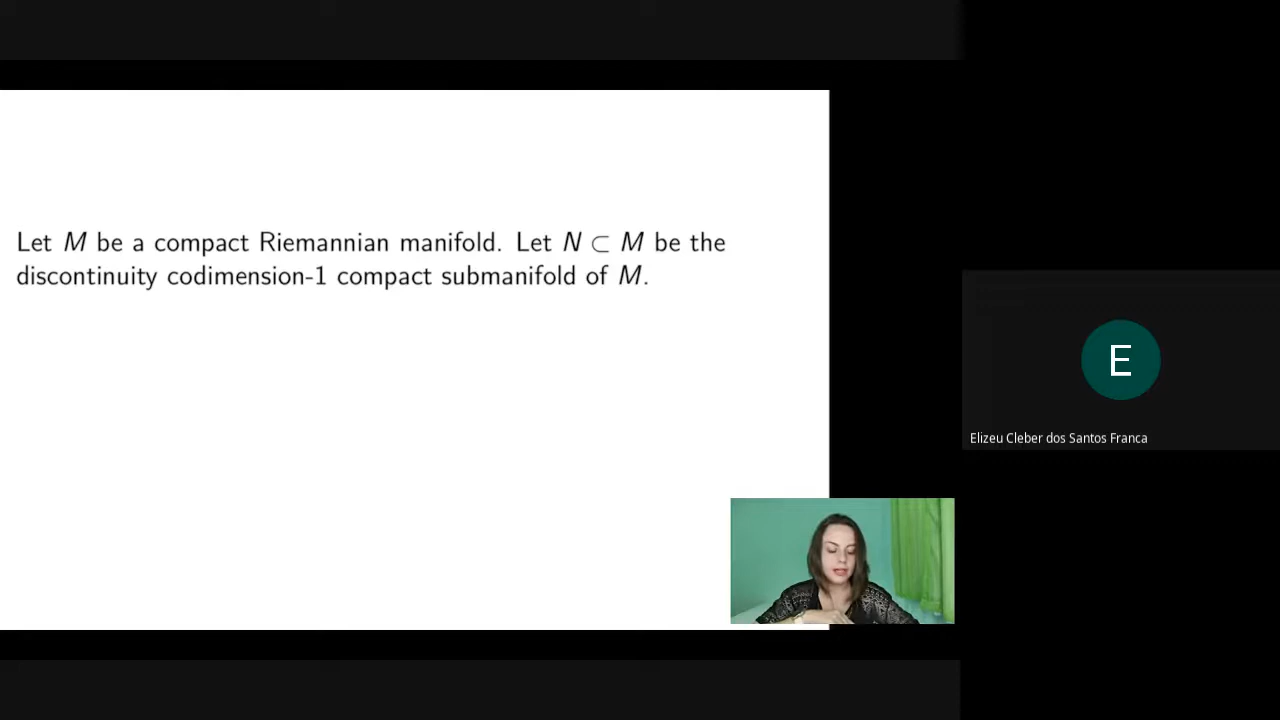 Let M be a compact Riemannian manifold. Let N ⊂ M be the
discontinuity codimension-1 compact submanifold of M.
E
Elizeu Cleber dos Santos Franca